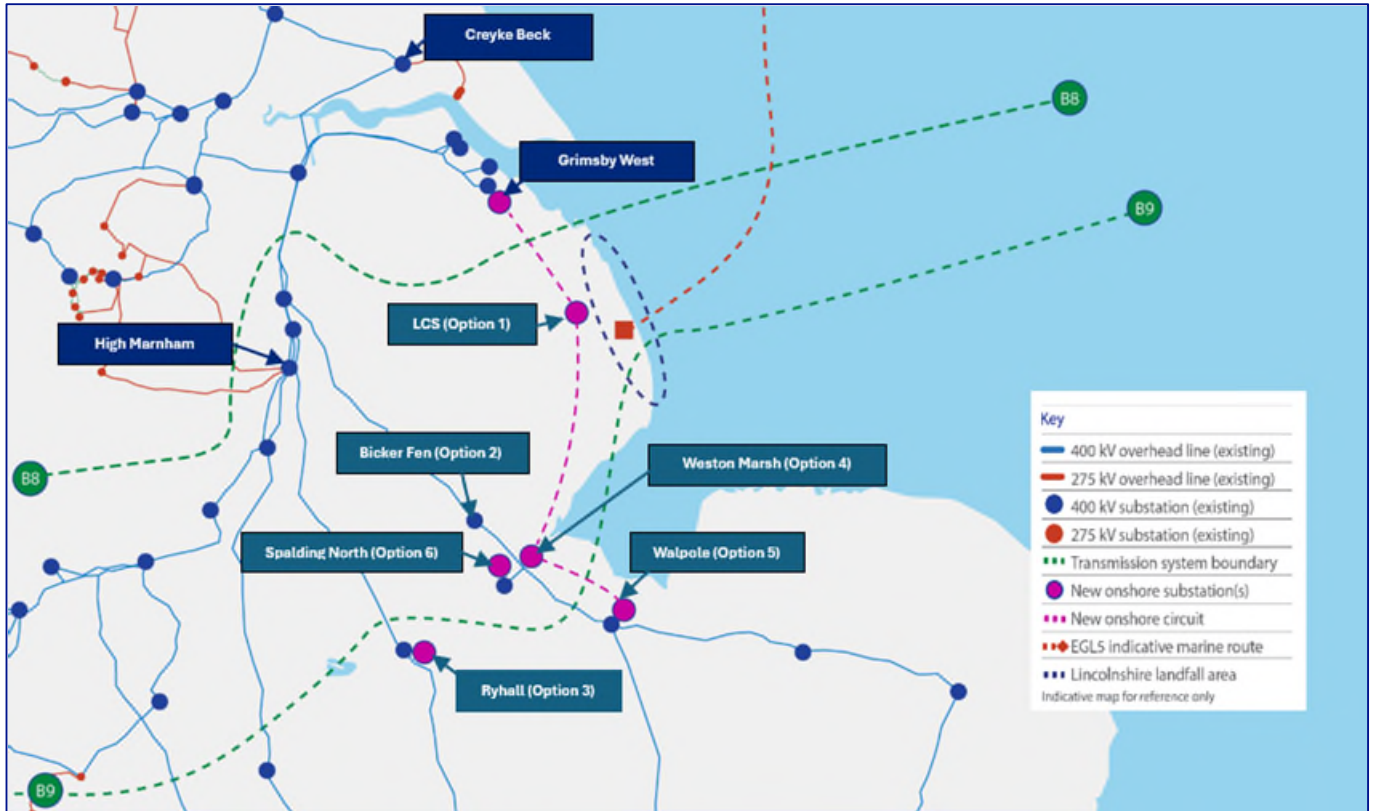 Creyke Beck
B8
Grimsby West
B9
LCS (Option 1)
High Marnham
Bicker Fen (Option 2)
Weston Marsh (Option 4)
B8
Spalding North (Option 6)
Walpole (Option 5)
Ryhall (Option 3)
B9
Key
400 kV overhead line (existing)
275 kV overhead line (existing)
400 kV substation (existing)
275 kV substation (existing)
Transmission system boundary
New onshore substation(s)
New onshore circuit
EGL5 indicative marine route
Lincolnshire landfall area
Indicative map for reference only